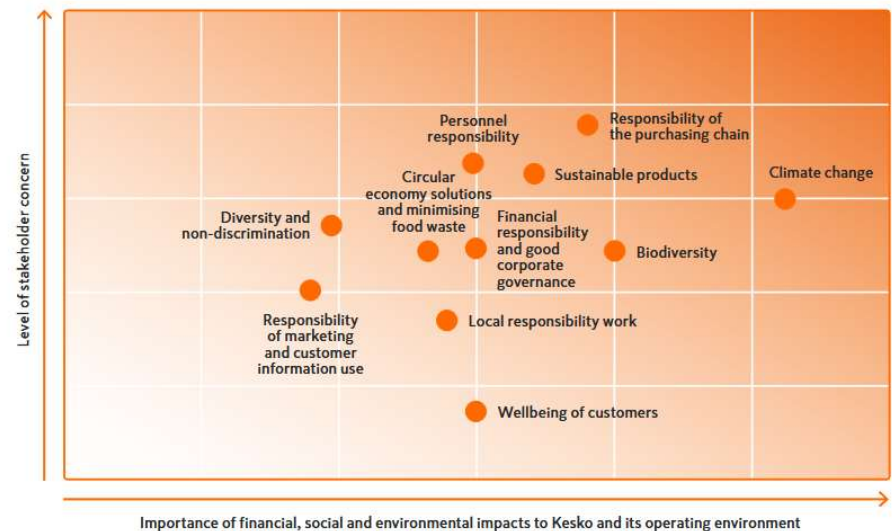 Level of stakeholder concern
Personnel
responsibility
Responsibility of
the purchasing chain
Circular
economy solutions
and minimising
food waste
Sustainable products
Climate change
Diversity and
non-discrimination
Financial
responsibility
and good
corporate
governance
Biodiversity
Responsibility
of marketing
and customer
information use
Local responsibility work
Wellbeing of customers
Importance of financial, social and environmental impacts to Kesko and its operating environment